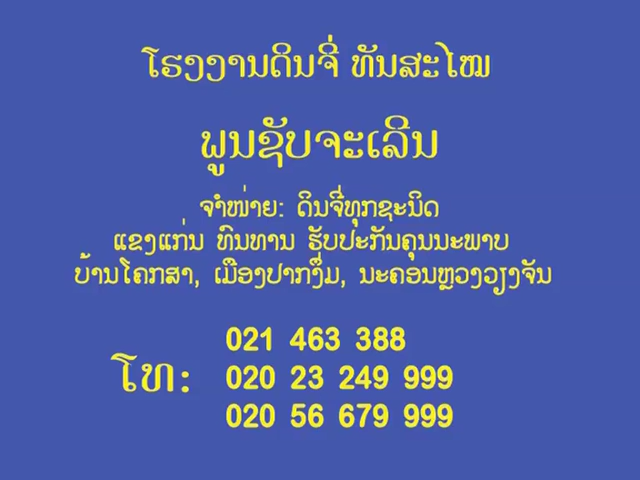 ໂຮງງານດິນຈີ່ ທັນສະໄໝ
ພູນຊັບຈະເລີນ
ຈຳໜ່າຍ: ດິນຈີ່ທຸກຊະນິດ
ແຂງແກ່ນ ທົນທານ ຮັບປະກັນຄຸນນະພາບ
ບ້ານໂຄກສາ, ເມືອງປາກງື່ມ, ນະຄອນຫຼວງວຽງຈັນ
021 463 388
ໂທ: 020 23 249 999
020 56 679 999